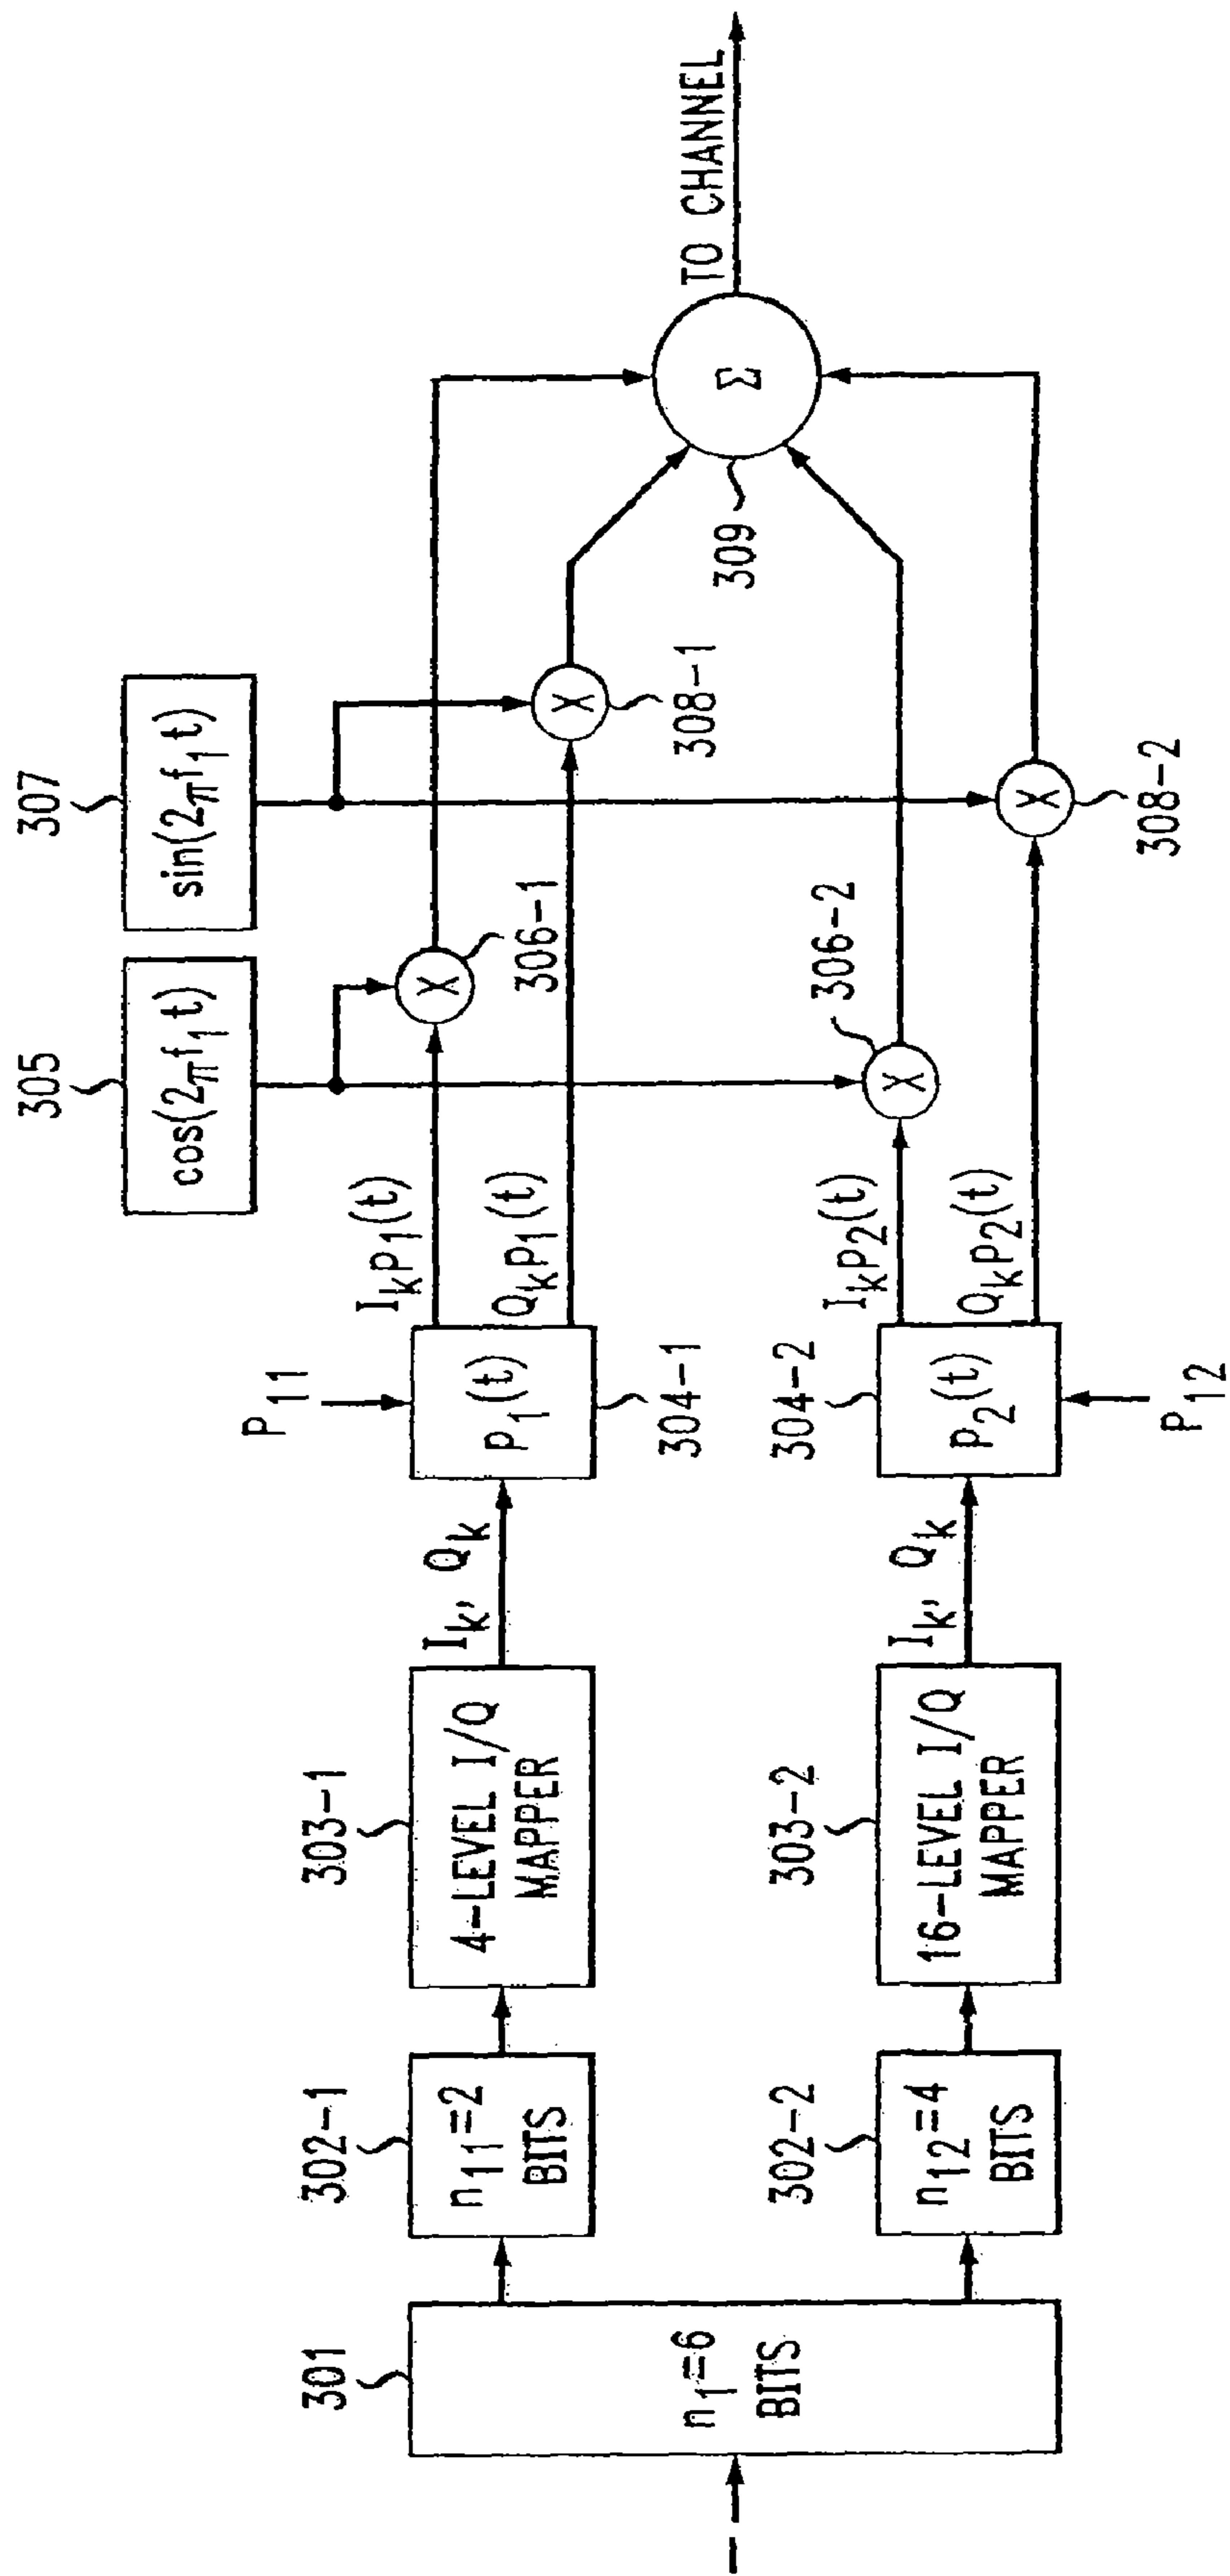 301
n₁=6
BITS
302-1
n₁₁=2
BITS
302-2
n₁₂=4
BITS
303-1
4-LEVEL I/Q
MAPPER
303-2
16-LEVEL I/Q
MAPPER
Iₖ, Qₖ
Iₖ, Qₖ
P₁₁
P₁(t)
304-1
304-2
P₂(t)
P₁₂
IₖP₁(t)
QₖP₁(t)
IₖP₂(t)
QₖP₂(t)
305
cos(2πf₁t)
307
sin(2πf₁t)
X
306-1
X
308-1
306-2
X
X
308-2
Σ
309
TO CHANNEL